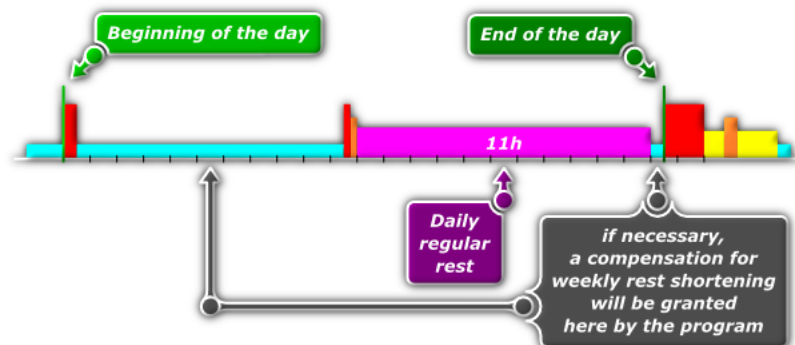 Beginning of the day
End of the day
11h
Daily
regular
rest
if necessary,
a compensation for
weekly rest shortening
will be granted
here by the program